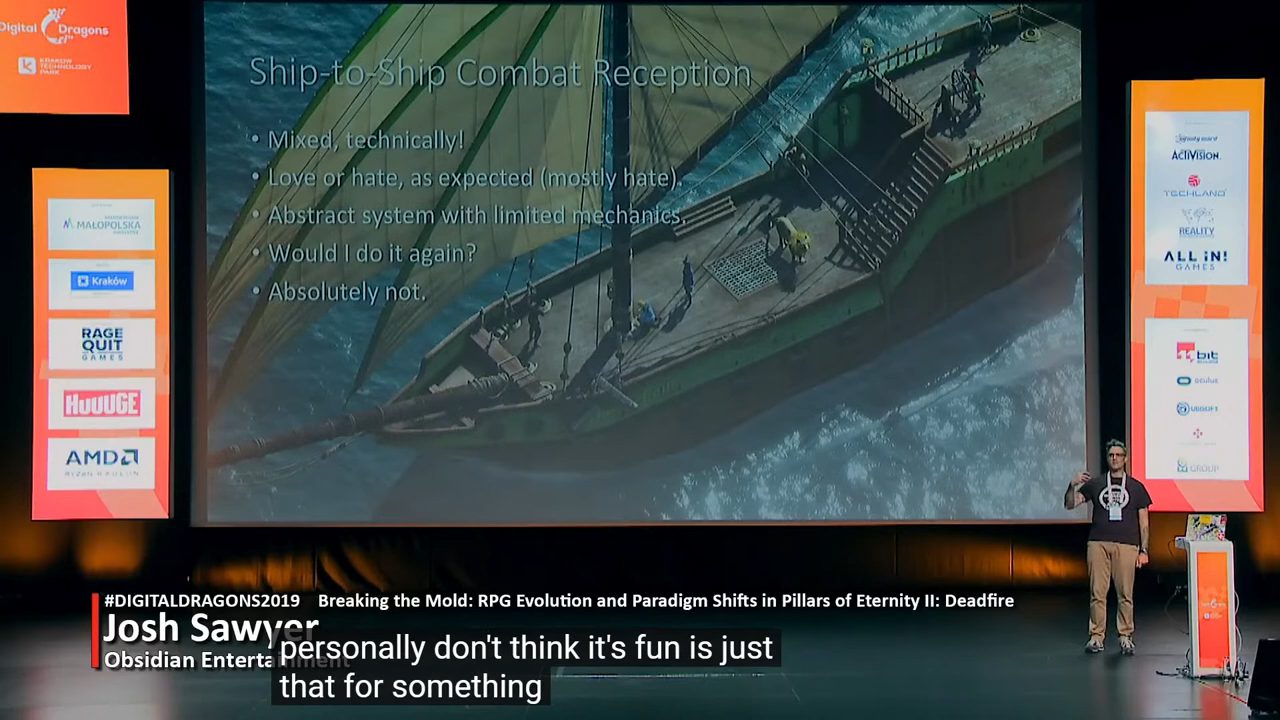 Digital Dragons
KRAKOW
TECHNOLOGY
PARK
Ship-to-Ship Combat Reception
• Mixed, technically!
• Love or hate, as expected (mostly hate).
• Abstract system with limited mechanics.
• Would I do it again?
• Absolutely not.
MAŁOPOLSKA
Kraków
RAGE
QUIT
GAMES
HUUUGE
AMD
ACTIVISION
TECHLAND
REALITY
ALL iN!
GAMES
11 bit
oculus
UBISOFT
GROUP
#DIGITALDRAGONS2019 Breaking the Mold: RPG Evolution and Paradigm Shifts in Pillars of Eternity II: Deadfire
Josh Sawyer
Obsidian Entertainment
personally don't think it's fun is just
that for something